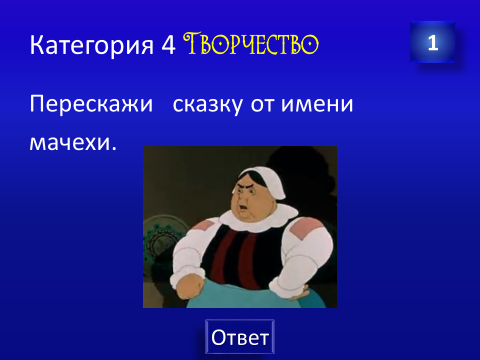 Категория 4 Творчество
1
Перескажи сказку от имени
мачехи.
Ответ